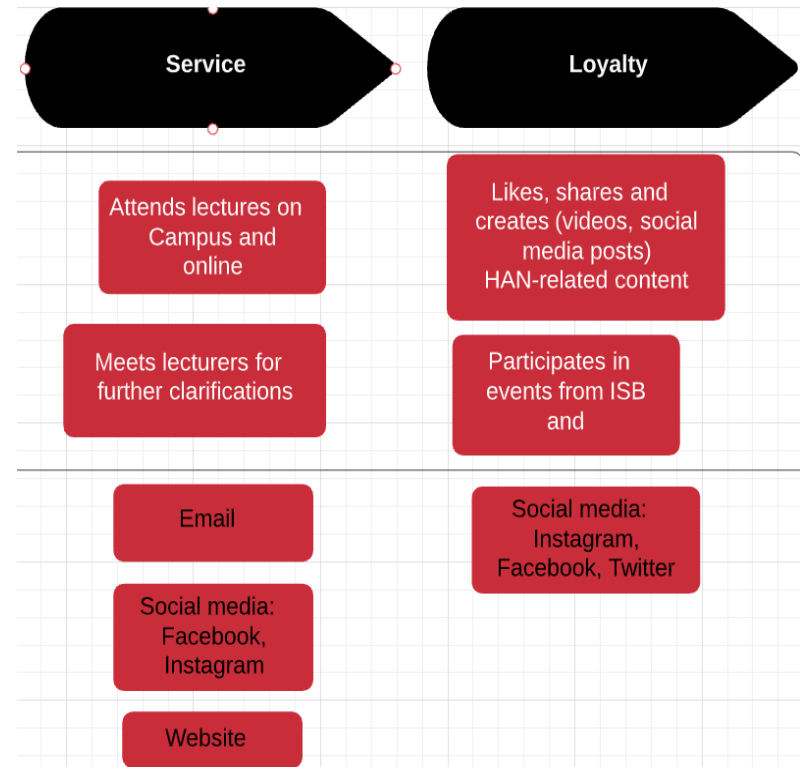 Service
Attends lectures on
Campus and
online
Meets lecturers for
further clarifications
Email
Social media:
Facebook,
Instagram
Website
Loyalty
Likes, shares and
creates (videos, social
media posts)
HAN-related content
Participates in
events from ISB
and
Social media:
Instagram,
Facebook, Twitter